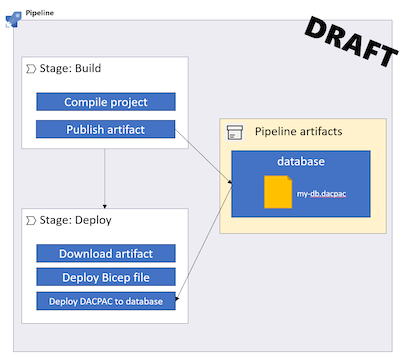 Pipeline
DRAFT
Stage: Build
Compile project
Publish artifact
Pipeline artifacts
database
my-db.dacpac
Stage: Deploy
Download artifact
Deploy Bicep file
Deploy DACPAC to database